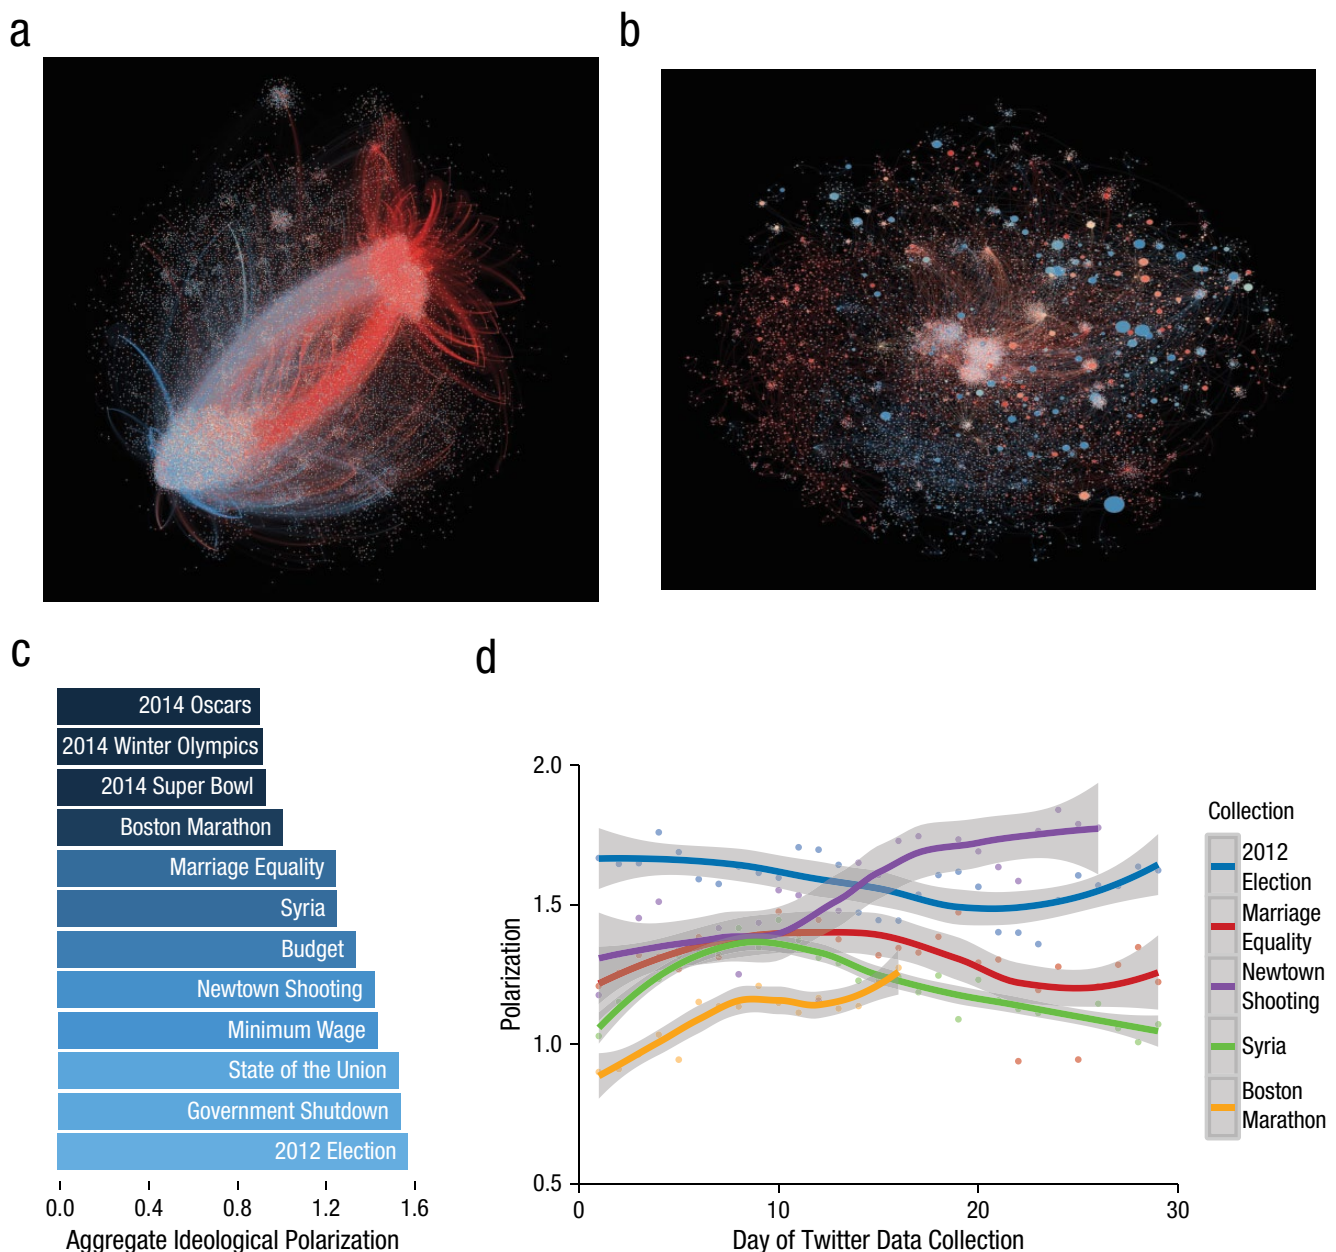 a
b
c
2014 Oscars
2014 Winter Olympics
2014 Super Bowl
Boston Marathon
Marriage Equality
Syria
Budget
Newtown Shooting
Minimum Wage
State of the Union
Government Shutdown
2012 Election
0.0 0.4 0.8 1.2 1.6
Aggregate Ideological Polarization
d
2.0
1.5
1.0
0.5
Polarization
0 10 20 30
Day of Twitter Data Collection
Collection
2012
Election
Marriage
Equality
Newtown
Shooting
Syria
Boston
Marathon